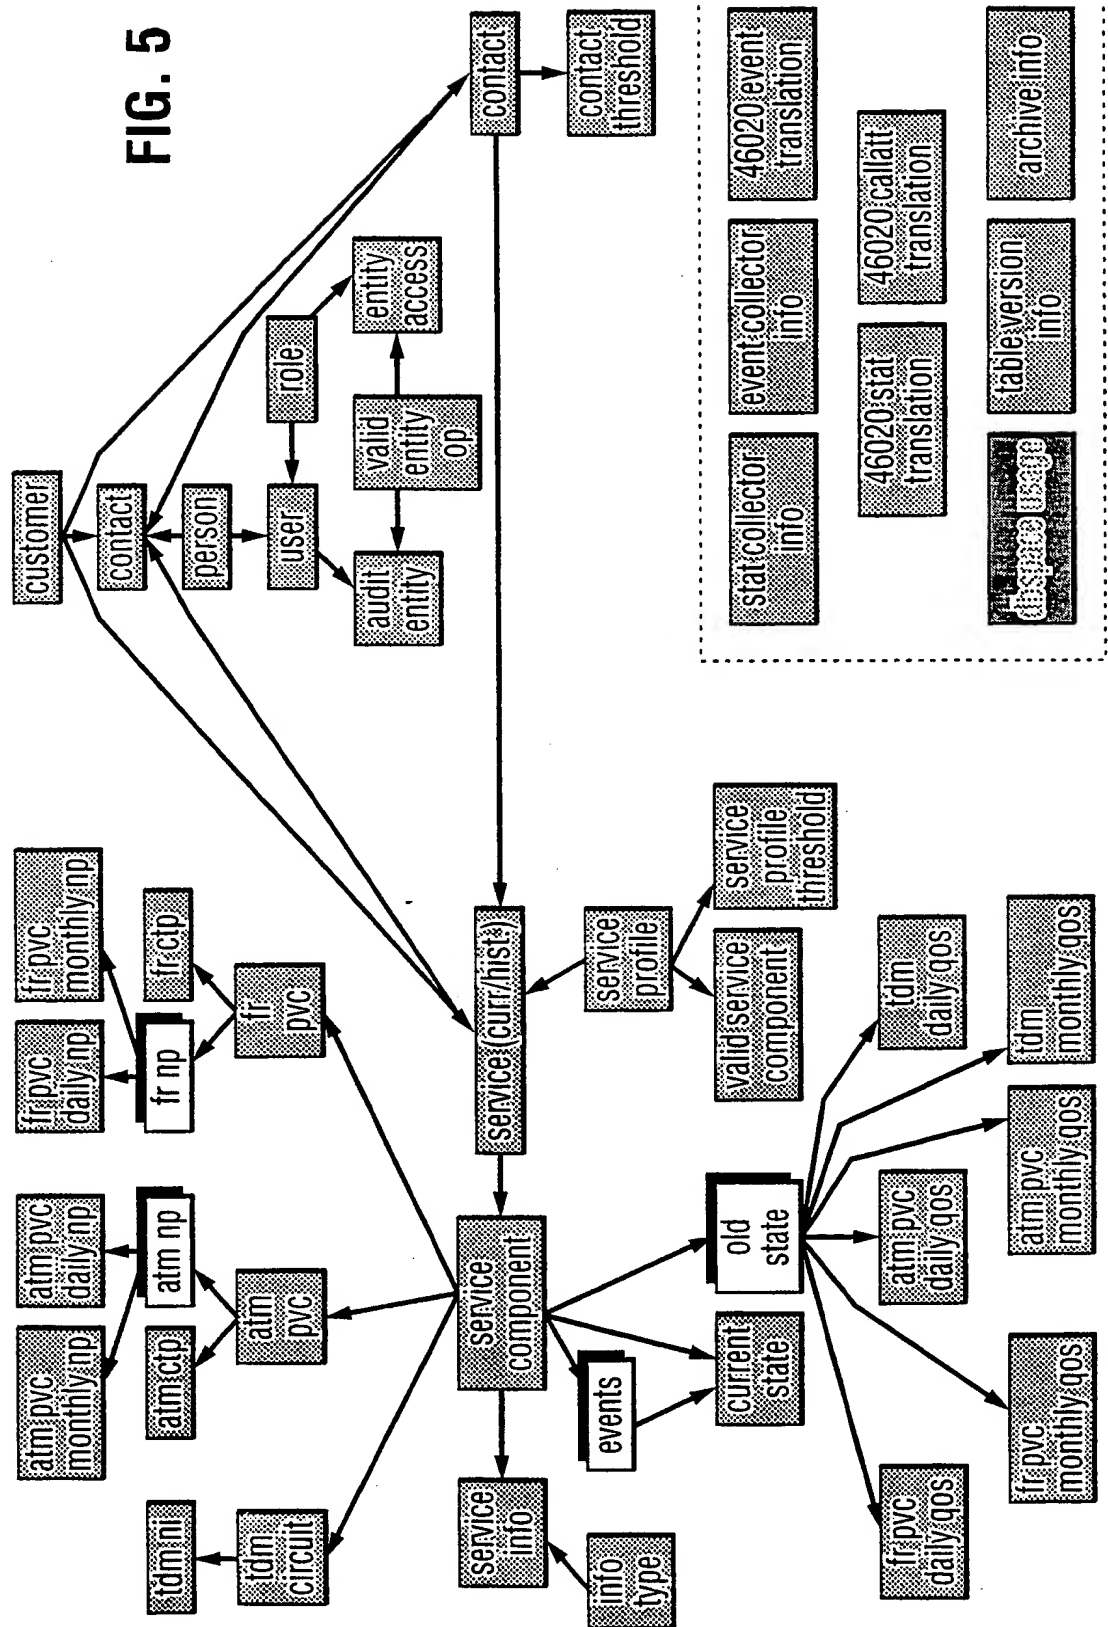 FIG. 5
customer
contact
person
user
role
audit
entity
valid
entity
op
entity
access
contact
contact
threshold
atm pvc
monthly np
atm pvc
daily np
fr pvc
daily np
fr pvc
monthly np
tdm ni
atm ctp
atm np
fr np
fr ctp
tdm
circuit
atm
pvc
fr
pvc
service
info
service
component
service (curr/hist)
info
type
events
service
profile
current
state
old
state
valid service
component
service
profile
threshold
fr pvc
daily qos
atm pvc
daily qos
tdm
daily qos
fr pvc
monthly qos
atm pvc
monthly qos
tdm
monthly qos
stat collector
info
event collector
info
46020 event
translation
46020 stat
translation
46020 callatt
translation
dbspace usage
table version
info
archive info